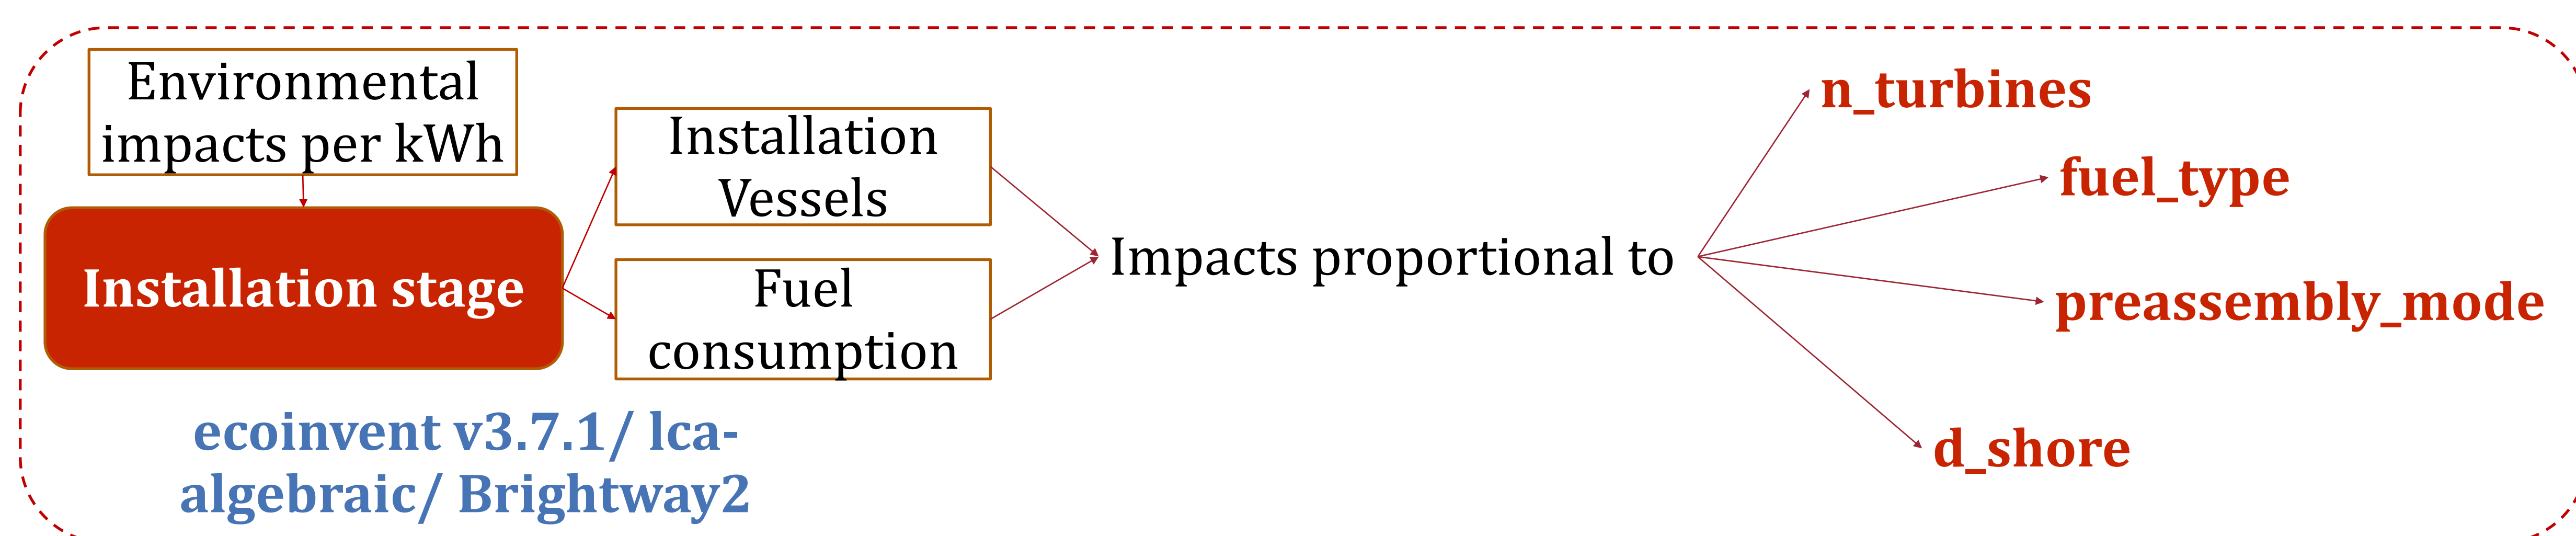 Environmental
impacts per kWh
Installation stage
Installation
Vessels
Fuel
consumption
Impacts proportional to
n_turbines
fuel_type
preassembly_mode
d_shore
ecoinvent v3.7.1/ lca-
algebraic/ Brightway2